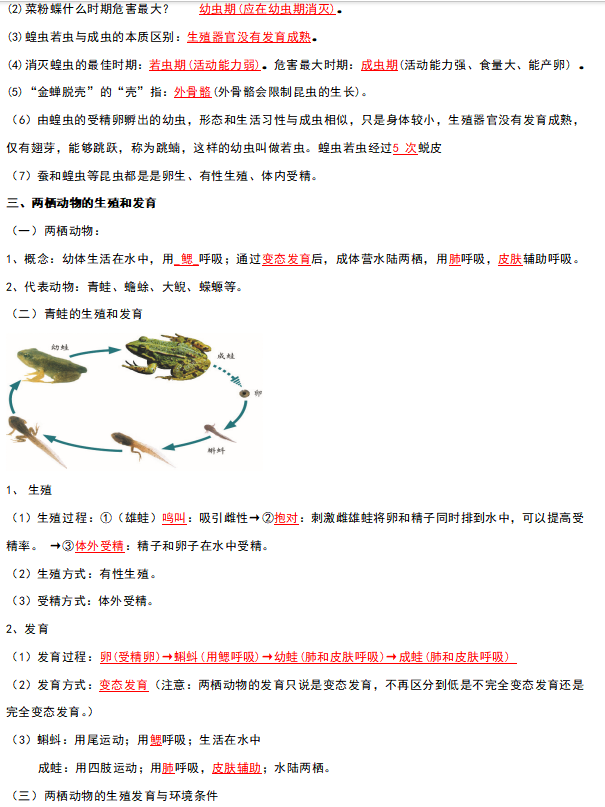 (2)菜粉蝶什么时期危害最大？ 幼虫期(应在幼虫期消灭)。
(3)蝗虫若虫与成虫的本质区别：生殖器官没有发育成熟。
(4)消灭蝗虫的最佳时期：若虫期(活动能力弱)。危害最大时期：成虫期(活动能力强、食量大、能产卵) 。
(5)“金蝉脱壳”的“壳”指：外骨骼(外骨骼会限制昆虫的生长)。
（6）由蝗虫的受精卵孵出的幼虫，形态和生活习性与成虫相似，只是身体较小，生殖器官没有发育成熟，
仅有翅芽，能够跳跃，称为跳蝻，这样的幼虫叫做若虫。蝗虫若虫经过5 次蜕皮
（7）蚕和蝗虫等昆虫都是是卵生、有性生殖、体内受精。
三、两栖动物的生殖和发育
（一）两栖动物：
1、概念：幼体生活在水中，用_鳃_呼吸；通过变态发育后，成体营水陆两栖，用肺呼吸，皮肤辅助呼吸。
2、代表动物：青蛙、蟾蜍、大鲵、蝾螈等。
（二）青蛙的生殖和发育
幼蛙
成蛙
卵
蝌蚪
1、 生殖
（1）生殖过程：①（雄蛙）鸣叫：吸引雌性→②抱对：刺激雌雄蛙将卵和精子同时排到水中，可以提高受
精率。 →③体外受精：精子和卵子在水中受精。
（2）生殖方式：有性生殖。
（3）受精方式：体外受精。
2、发育
（1）发育过程：卵(受精卵)→蝌蚪(用鳃呼吸)→幼蛙(肺和皮肤呼吸)→成蛙(肺和皮肤呼吸)
（2）发育方式：变态发育（注意：两栖动物的发育只说是变态发育，不再区分到低是不完全变态发育还是
完全变态发育。）
（3）蝌蚪：用尾运动；用鳃呼吸；生活在水中
成蛙：用四肢运动；用肺呼吸，皮肤辅助；水陆两栖。
（三）两栖动物的生殖发育与环境条件